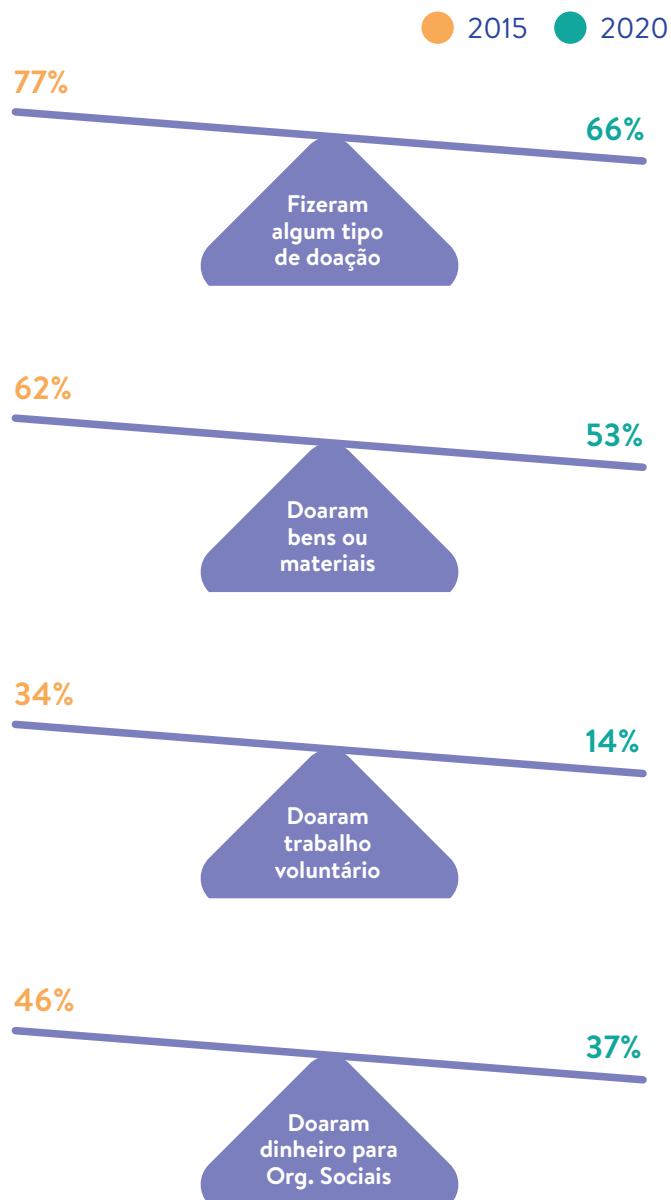 2015 2020
77%
66%
Fizeram
algum tipo
de doação
62%
53%
Doaram
bens ou
materiais
34%
14%
Doaram
trabalho
voluntário
46%
37%
Doaram
dinheiro para
Org. Sociais